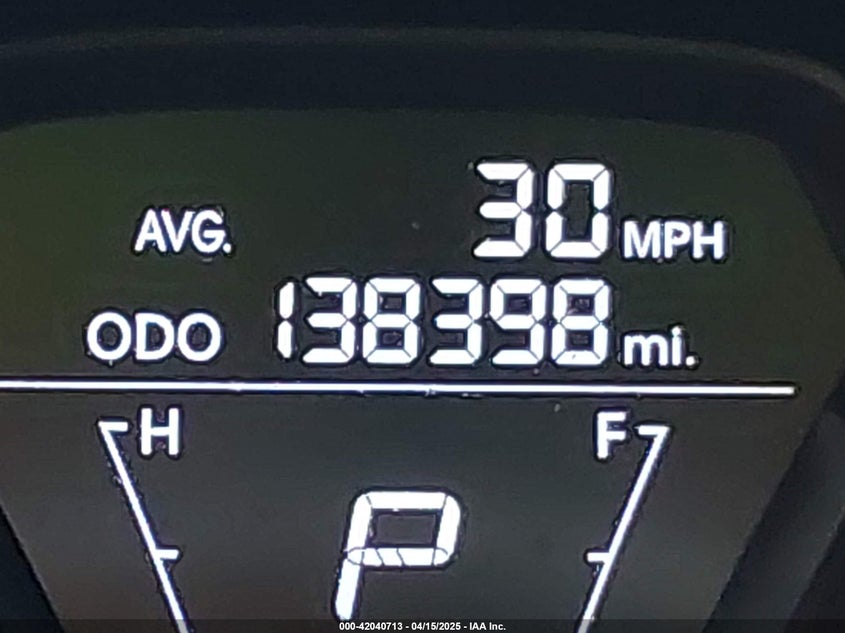 AVG. 30 MPH
ODO 138398 mi.
H F
P
000-42040713 - 04/15/2025 - IAA Inc.